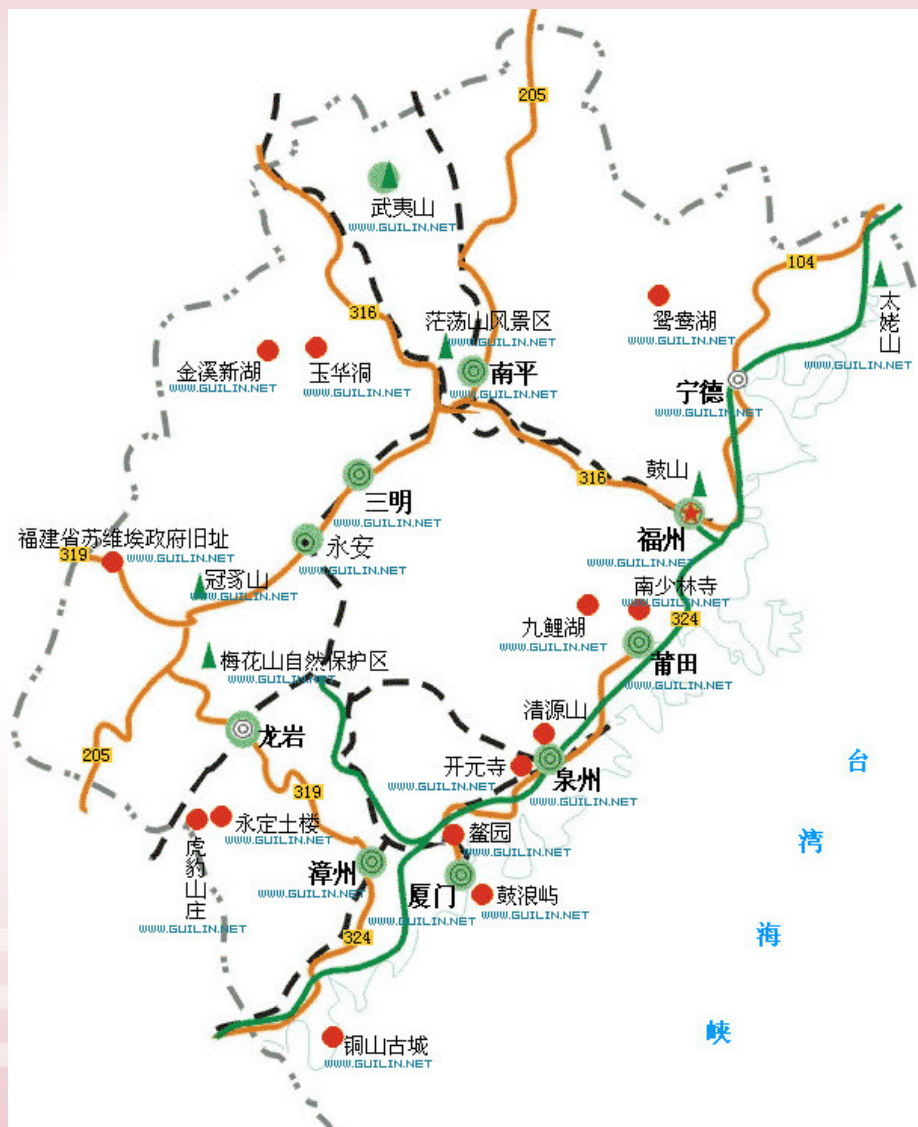 205
武夷山
WWW.GUILIN.NET
104
316
茫荡山风景区
WWW.GUILIN.NET
鸳鸯湖
WWW.GUILIN.NET
太姥山
WWW.GUILIN.NET
金溪新湖
WWW.GUILIN.NET
玉华洞
WWW.GUILIN.NET
南平
WWW.GUILIN.NET
宁德
WWW.GUILIN.NET
鼓山
316
三明
WWW.GUILIN.NET
福州
WWW.GUILIN.NET
福建省苏维埃政府旧址
WWW.GUILIN.NET
319
永安
WWW.GUILIN.NET
冠豸山
WWW.GUILIN.NET
南少林寺
WWW.GUILIN.NET
九鲤湖
WWW.GUILIN.NET
324
莆田
WWW.GUILIN.NET
梅花山自然保护区
WWW.GUILIN.NET
清源山
WWW.GUILIN.NET
龙岩
205
开元寺
WWW.GUILIN.NET
泉州
WWW.GUILIN.NET
319
永定土楼
虎豹山庄
WWW.GUILIN.NET
鳌园
WWW.GUILIN.NET
漳州
WWW.GUILIN.NET
厦门
WWW.GUILIN.NET
鼓浪屿
WWW.GUILIN.NET
324
铜山古城
WWW.GUILIN.NET
台
湾
海
峡